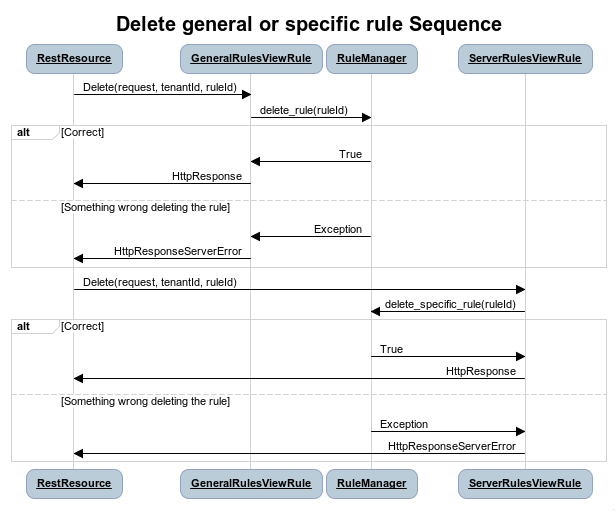 Delete general or specific rule Sequence
RestResource
GeneralRulesViewRule
RuleManager
ServerRulesViewRule
Delete(request, tenantId, ruleId)
delete_rule(ruleId)
alt
[Correct]
True
HttpResponse
[Something wrong deleting the rule]
Exception
HttpResponseServerError
Delete(request, tenantId, ruleId)
delete_specific_rule(ruleId)
alt
[Correct]
True
HttpResponse
[Something wrong deleting the rule]
Exception
HttpResponseServerError
RestResource
GeneralRulesViewRule
RuleManager
ServerRulesViewRule